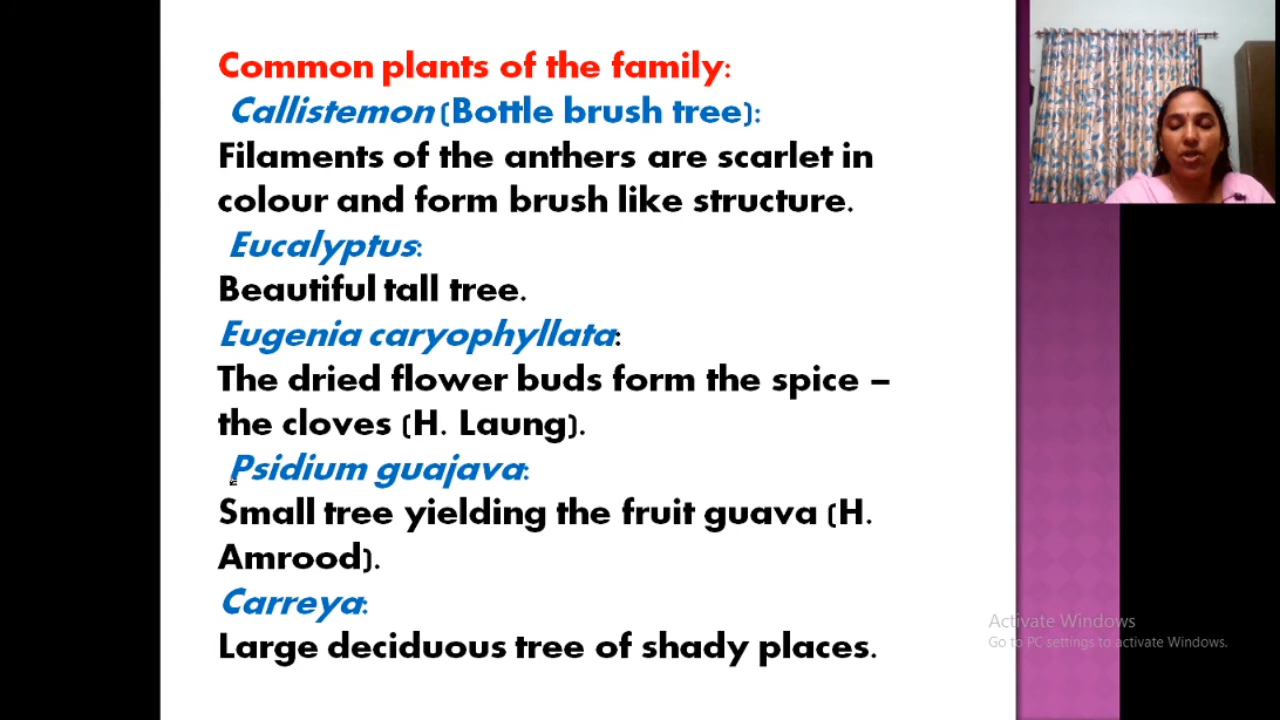 Common plants of the family:
Callistemon (Bottle brush tree):
Filaments of the anthers are scarlet in
colour and form brush like structure.
Eucalyptus:
Beautiful tall tree.
Eugenia caryophyllata:
The dried flower buds form the spice –
the cloves (H. Laung).
Psidium guajava:
Small tree yielding the fruit guava (H.
Amrood).
Carreya:
Large deciduous tree of shady places.
Activate Windows
Go to PC settings to activate Windows.